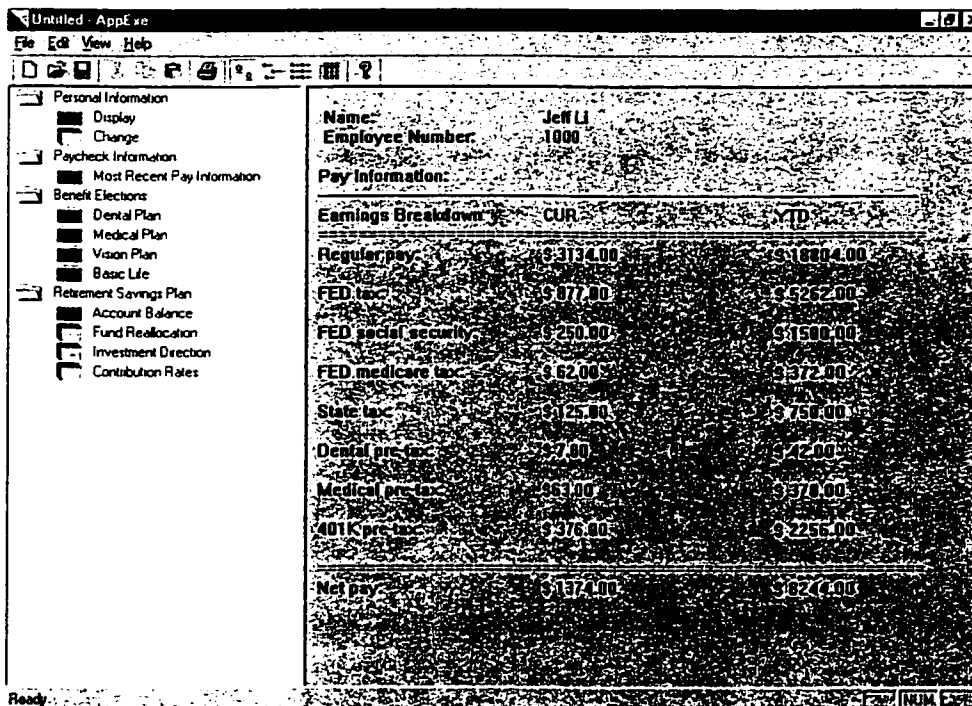 Untitled - AppExe
File Edit View Help
Personal Information
Display
Change
Paycheck Information
Most Recent Pay Information
Benefit Elections
Dental Plan
Medical Plan
Vision Plan
Basic Life
Retirement Savings Plan
Account Balance
Fund Reallocation
Investment Direction
Contribution Rates
Name: Jeff Li
Employee Number: 1000
Pay Information:
Earnings Breakdown CUR YTD
Regular pay: $ 3134.00 $ 18804.00
FED tax: $ 877.00 $ 5262.00
FED social security: $ 250.00 $ 1500.00
FED medicare tax: $ 62.00 $ 372.00
State tax: $ 125.00 $ 750.00
Dental pre-tax: $ 7.00 $ 42.00
Medical pre-tax: $63.00 $ 378.00
401K pre-tax: $ 376.00 $ 2256.00
Net pay: $ 1374.00 $ 8244.00
Ready NUM